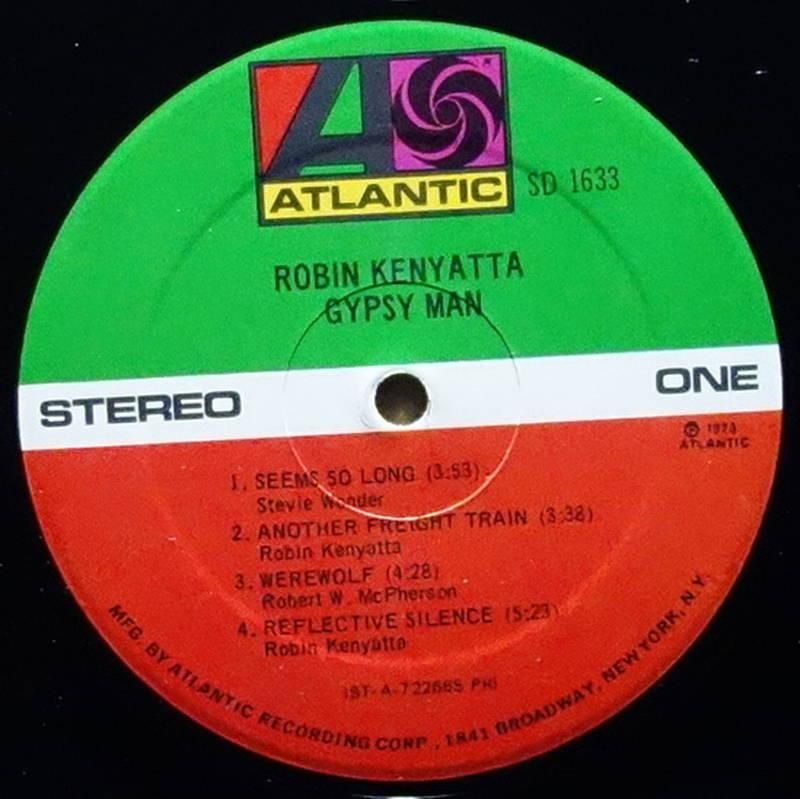 ATLANTIC
SD 1633
ROBIN KENYATTA
GYPSY MAN
STEREO
ONE
℗ 1973
ATLANTIC
1. SEEMS SO LONG (3:53)
Stevie Wonder
2. ANOTHER FREIGHT TRAIN (3:38)
Robin Kenyatta
3. WEREWOLF (4:28)
Robert W. McPherson
4. REFLECTIVE SILENCE (5:23)
Robin Kenyatta
(ST-A-722665 PR)
MFG. BY ATLANTIC RECORDING CORP., 1841 BROADWAY, NEW YORK, N.Y.